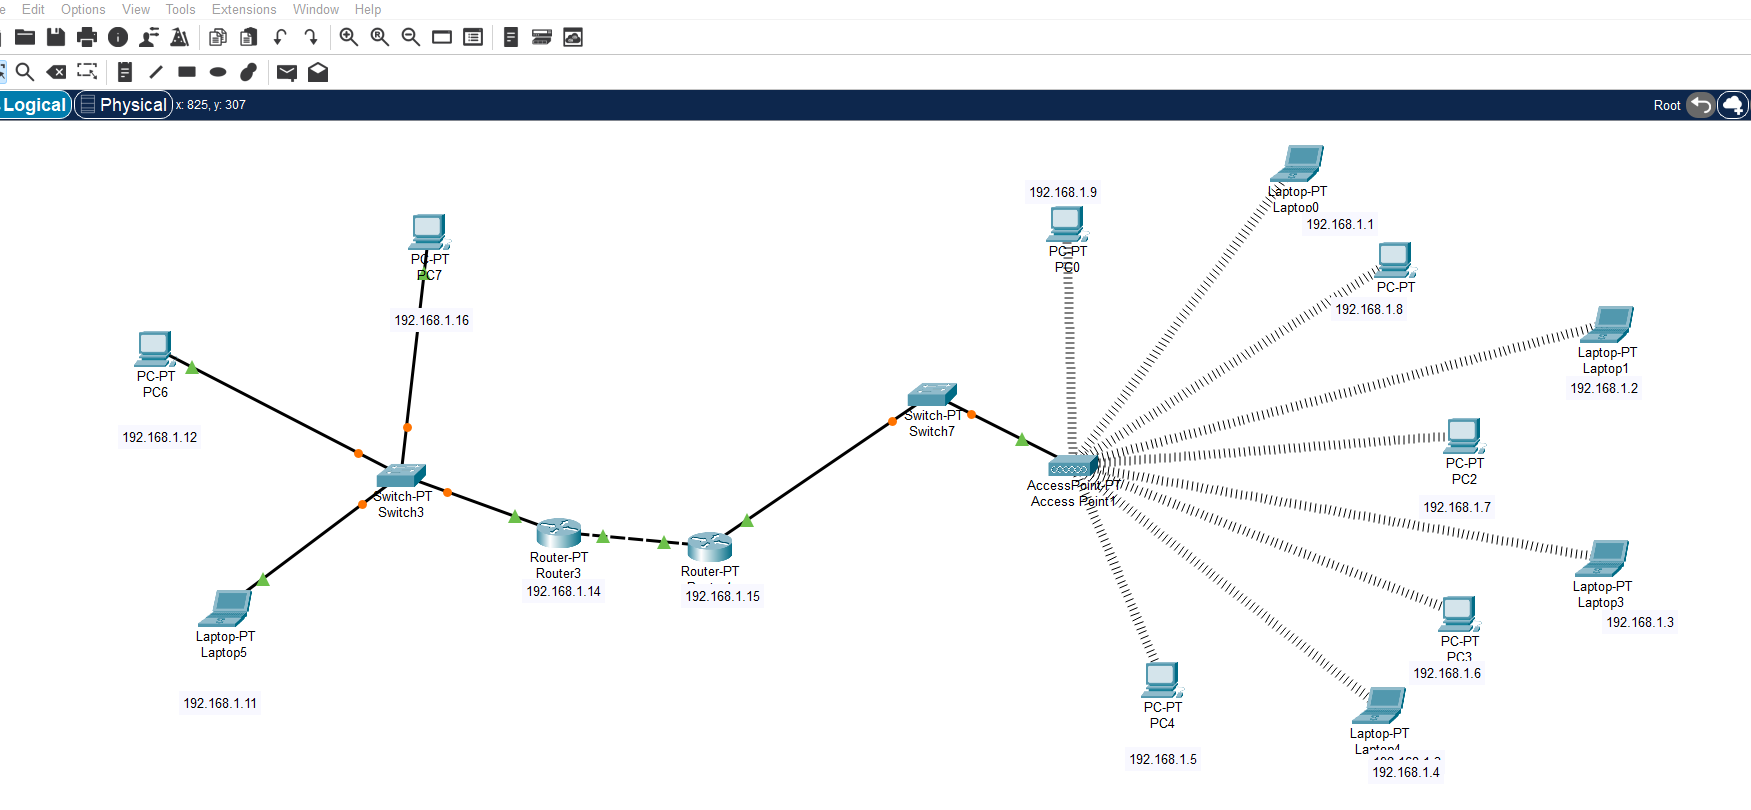 Edit Options View Tools Extensions Window Help
Logical Physical x: 825, y: 307 Root
Laptop-PT
Laptop0
192.168.1.1
192.168.1.9
PC-PT
PC0
PC-PT
192.168.1.8
PC-PT
PC7
192.168.1.16
Laptop-PT
Laptop1
192.168.1.2
PC-PT
PC6
192.168.1.12
Switch-PT
Switch7
PC-PT
PC2
192.168.1.7
AccessPoint-PT
Access Point1
Switch-PT
Switch3
Router-PT
Router3
192.168.1.14
Router-PT
192.168.1.15
Laptop-PT
Laptop3
192.168.1.3
Laptop-PT
Laptop5
192.168.1.11
PC-PT
PC3
192.168.1.6
PC-PT
PC4
192.168.1.5
Laptop-PT
Laptop4
192.168.1.4